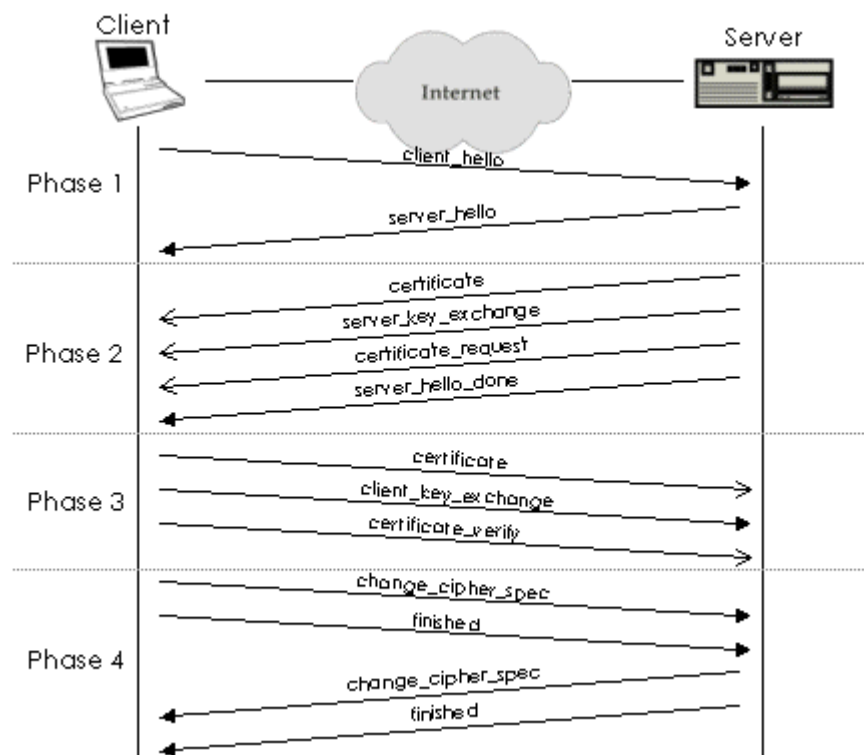 Client
Server
Internet
Phase 1
client_hello
server_hello
Phase 2
certificate
server_key_exchange
certificate_request
server_hello_done
Phase 3
certificate
client_key_exchange
certificate_verify
Phase 4
change_cipher_spec
finished
change_cipher_spec
finished